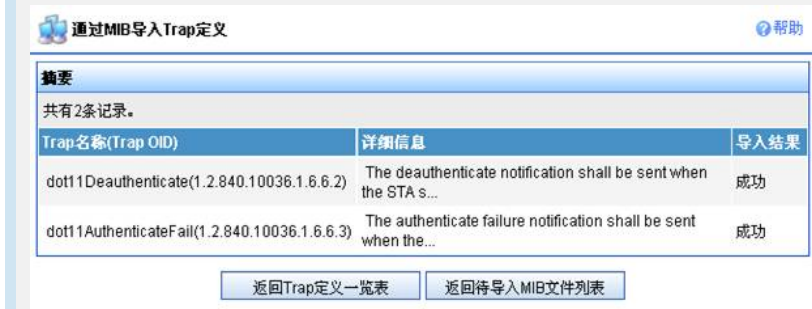 通过MIB导入Trap定义
帮助
摘要
共有2条记录。
Trap名称(Trap OID) 详细信息 导入结果
dot11Deauthenticate(1.2.840.10036.1.6.6.2) The deauthenticate notification shall be sent when the STA s... 成功
dot11AuthenticateFail(1.2.840.10036.1.6.6.3) The authenticate failure notification shall be sent when the... 成功
返回Trap定义一览表 返回待导入MIB文件列表